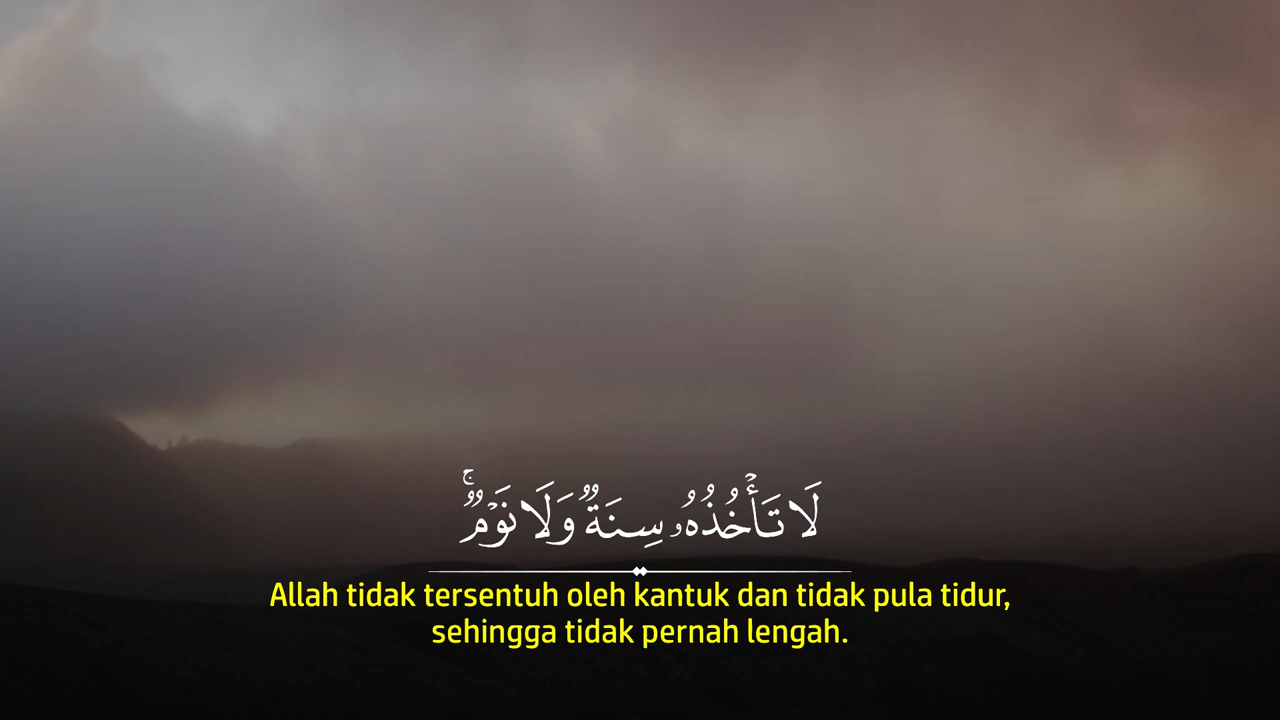 لَا تَأْخُذُهُۥ سِنَةٌ وَلَا نَوْمٌ ۚ
Allah tidak tersentuh oleh kantuk dan tidak pula tidur,
sehingga tidak pernah lengah.